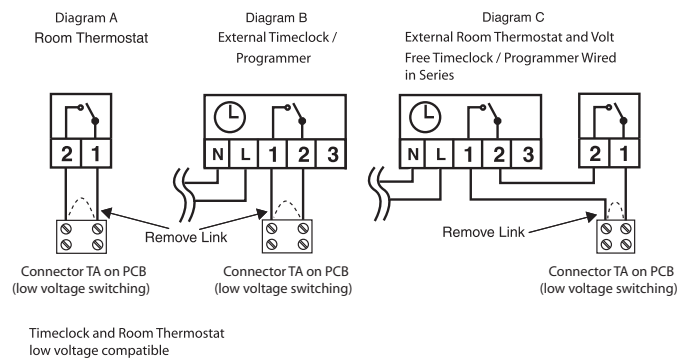 Diagram A
Room Thermostat
Diagram B
External Timeclock /
Programmer
Diagram C
External Room Thermostat and Volt
Free Timeclock / Programmer Wired
in Series
2 1
N L 1 2 3
N L 1 2 3
2 1
Remove Link
Remove Link
Connector TA on PCB
(low voltage switching)
Connector TA on PCB
(low voltage switching)
Connector TA on PCB
(low voltage switching)
Timeclock and Room Thermostat
low voltage compatible